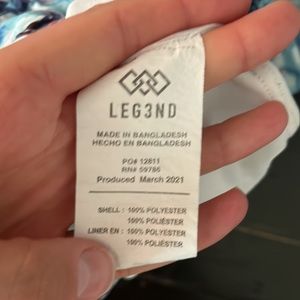 LEG3ND
MADE IN BANGLADESH
HECHO EN BANGLADESH
PO# 12811
RN# 59785
Produced March 2021
SHELL : 100% POLYESTER
100% POLIÉSTER
LINER EN : 100% POLYESTER
100% POLIÉSTER